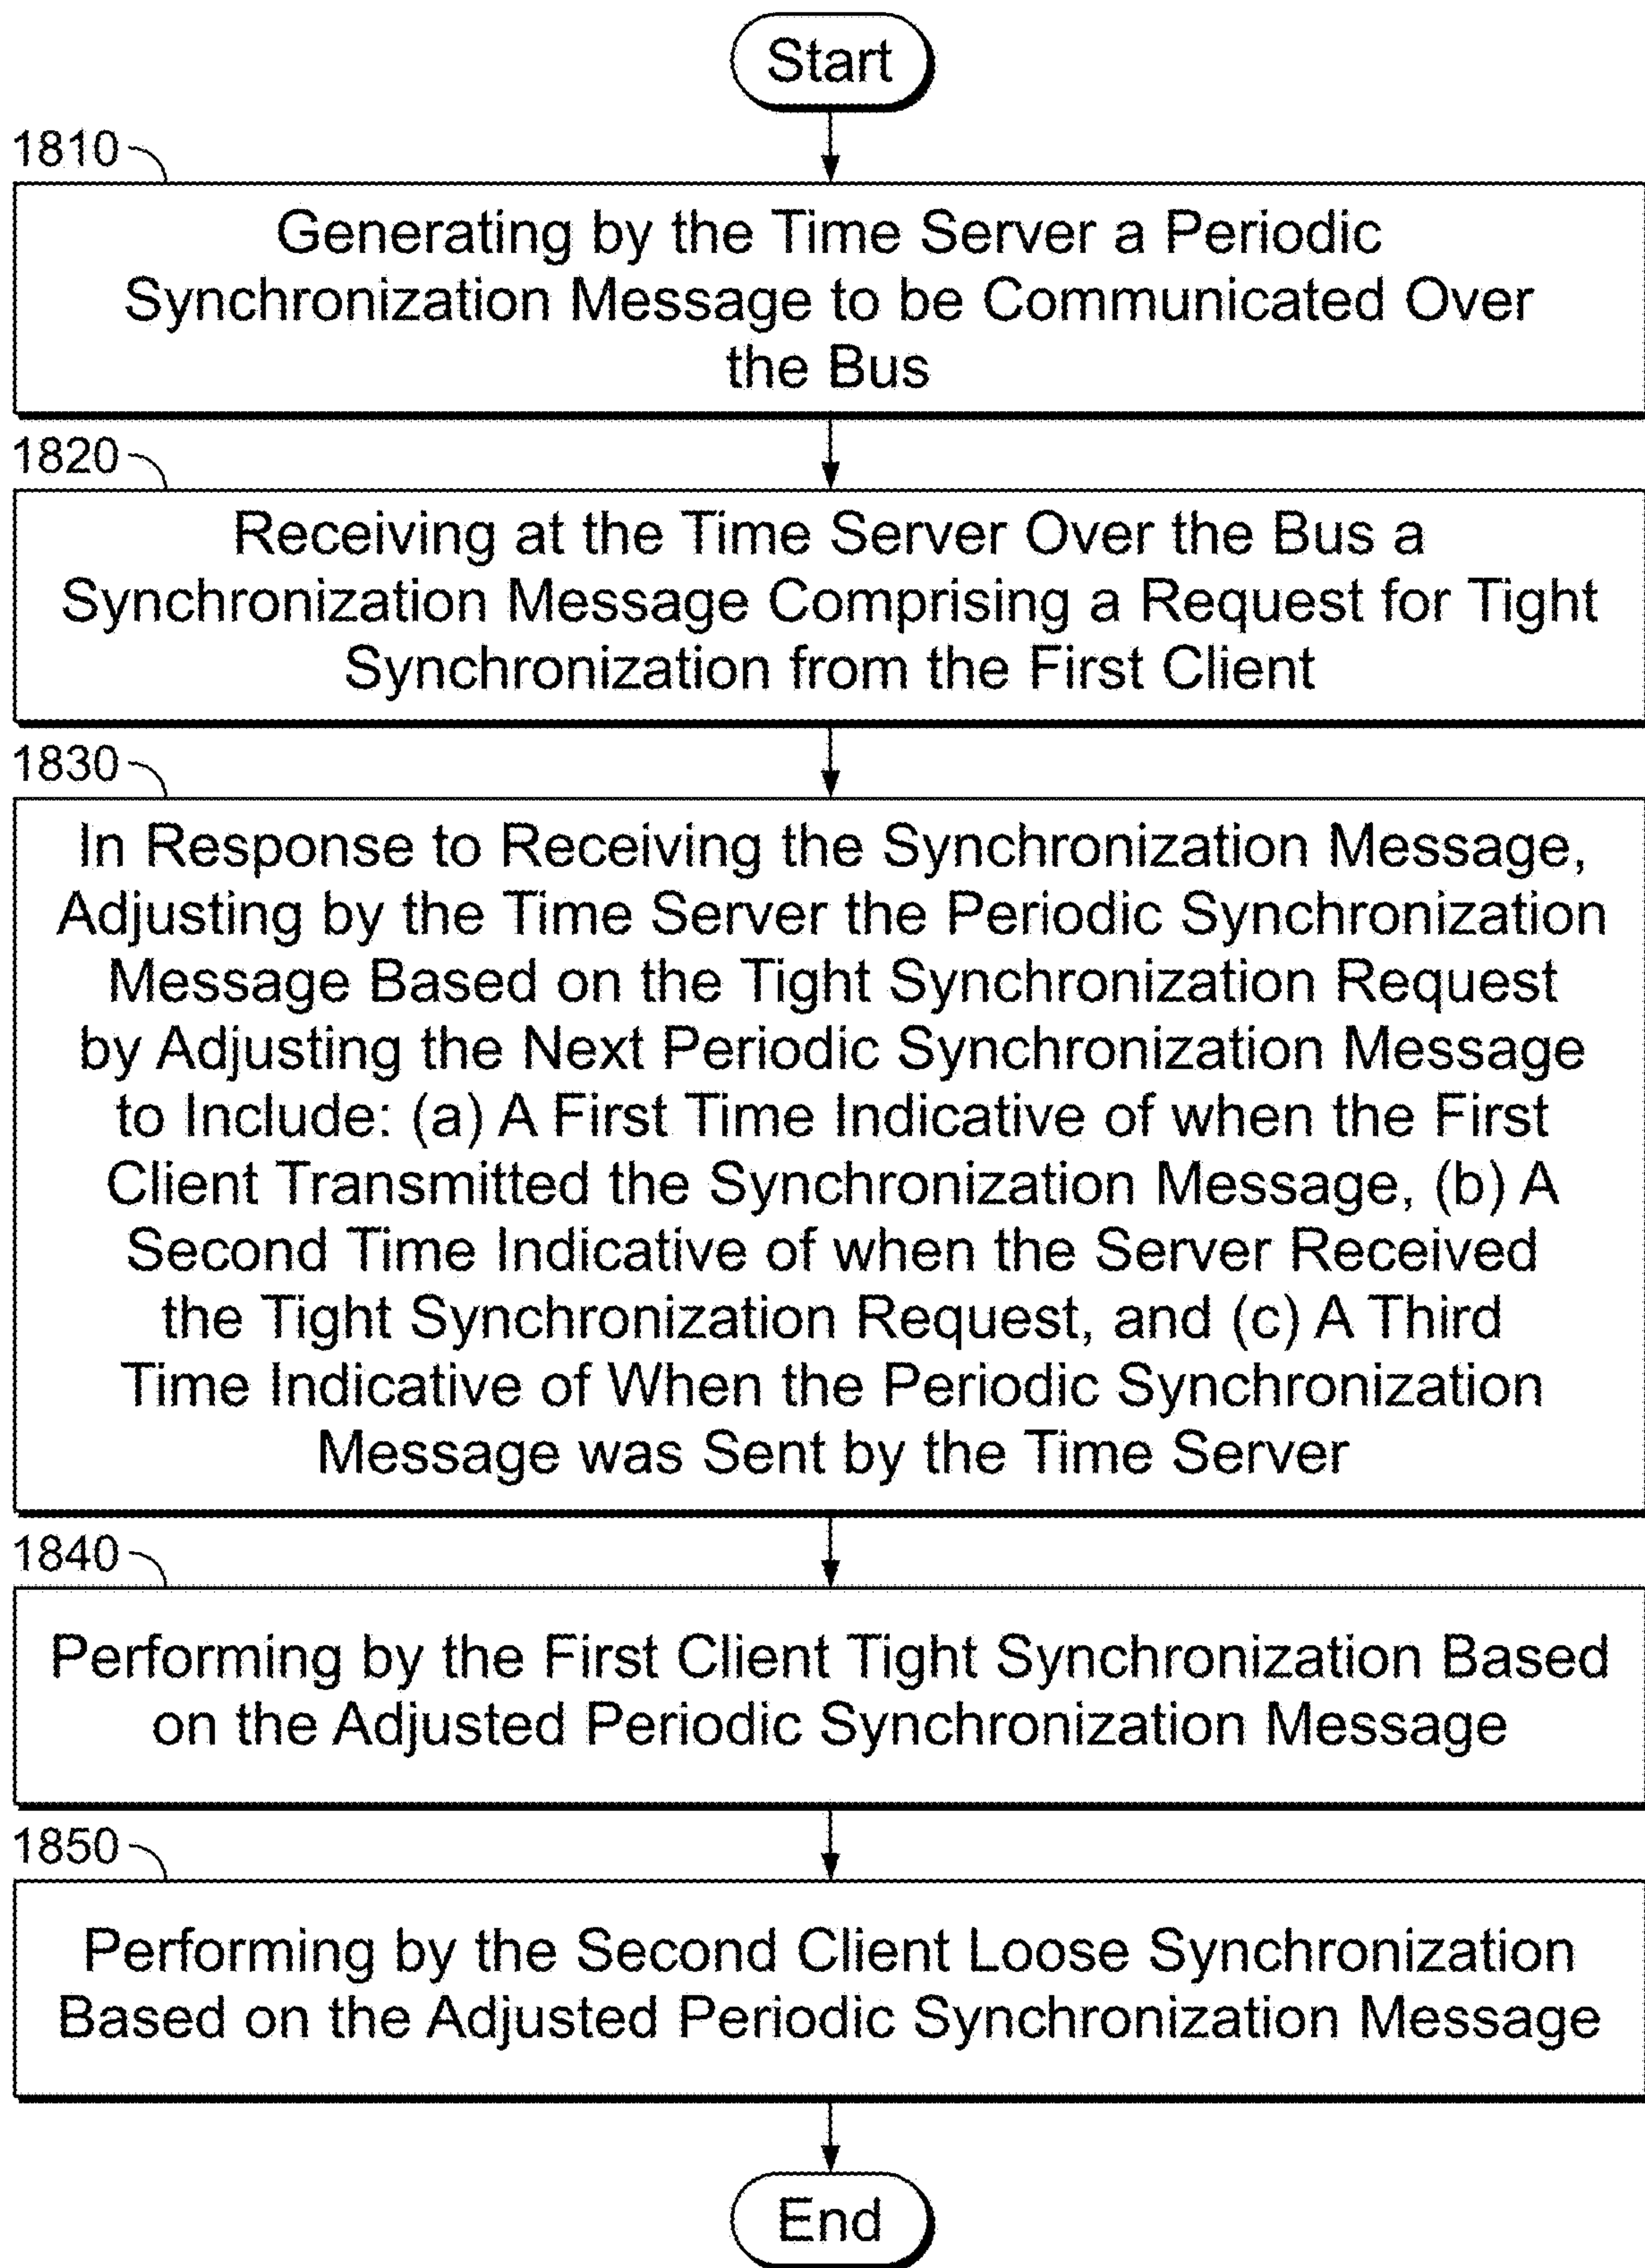 Start
1810
Generating by the Time Server a Periodic
Synchronization Message to be Communicated Over
the Bus
1820
Receiving at the Time Server Over the Bus a
Synchronization Message Comprising a Request for Tight
Synchronization from the First Client
1830
In Response to Receiving the Synchronization Message,
Adjusting by the Time Server the Periodic Synchronization
Message Based on the Tight Synchronization Request
by Adjusting the Next Periodic Synchronization Message
to Include: (a) A First Time Indicative of when the First
Client Transmitted the Synchronization Message, (b) A
Second Time Indicative of when the Server Received
the Tight Synchronization Request, and (c) A Third
Time Indicative of When the Periodic Synchronization
Message was Sent by the Time Server
1840
Performing by the First Client Tight Synchronization Based
on the Adjusted Periodic Synchronization Message
1850
Performing by the Second Client Loose Synchronization
Based on the Adjusted Periodic Synchronization Message
End